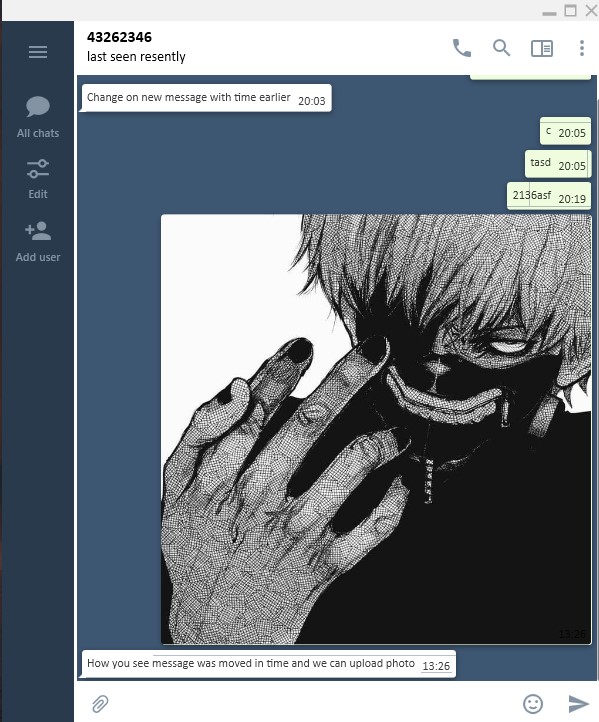 43262346
last seen resently
All chats
Edit
Add user
Change on new message with time earlier 20:03
c 20:05
tasd 20:05
2136asf 20:19
13:26
How you see message was moved in time and we can upload photo 13:26